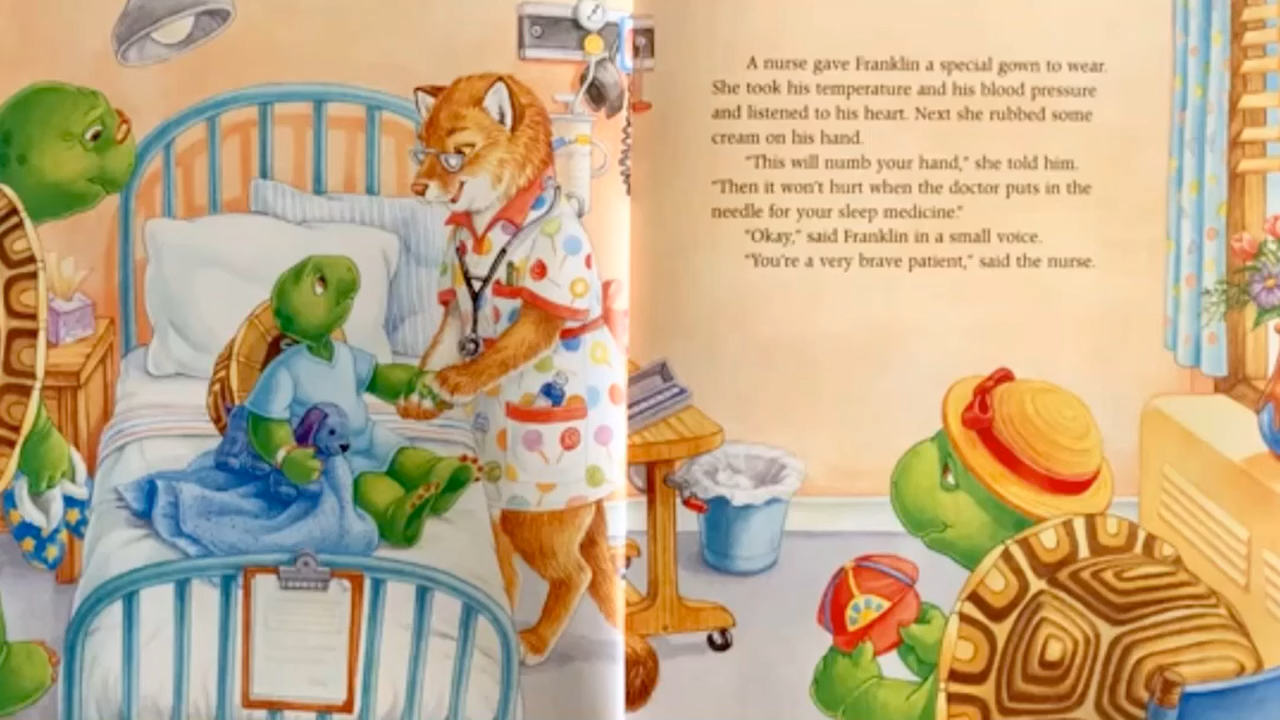 A nurse gave Franklin a special gown to wear.
She took his temperature and his blood pressure
and listened to his heart. Next she rubbed some
cream on his hand.
"This will numb your hand," she told him.
"Then it won't hurt when the doctor puts in the
needle for your sleep medicine."
"Okay," said Franklin in a small voice.
"You're a very brave patient," said the nurse.